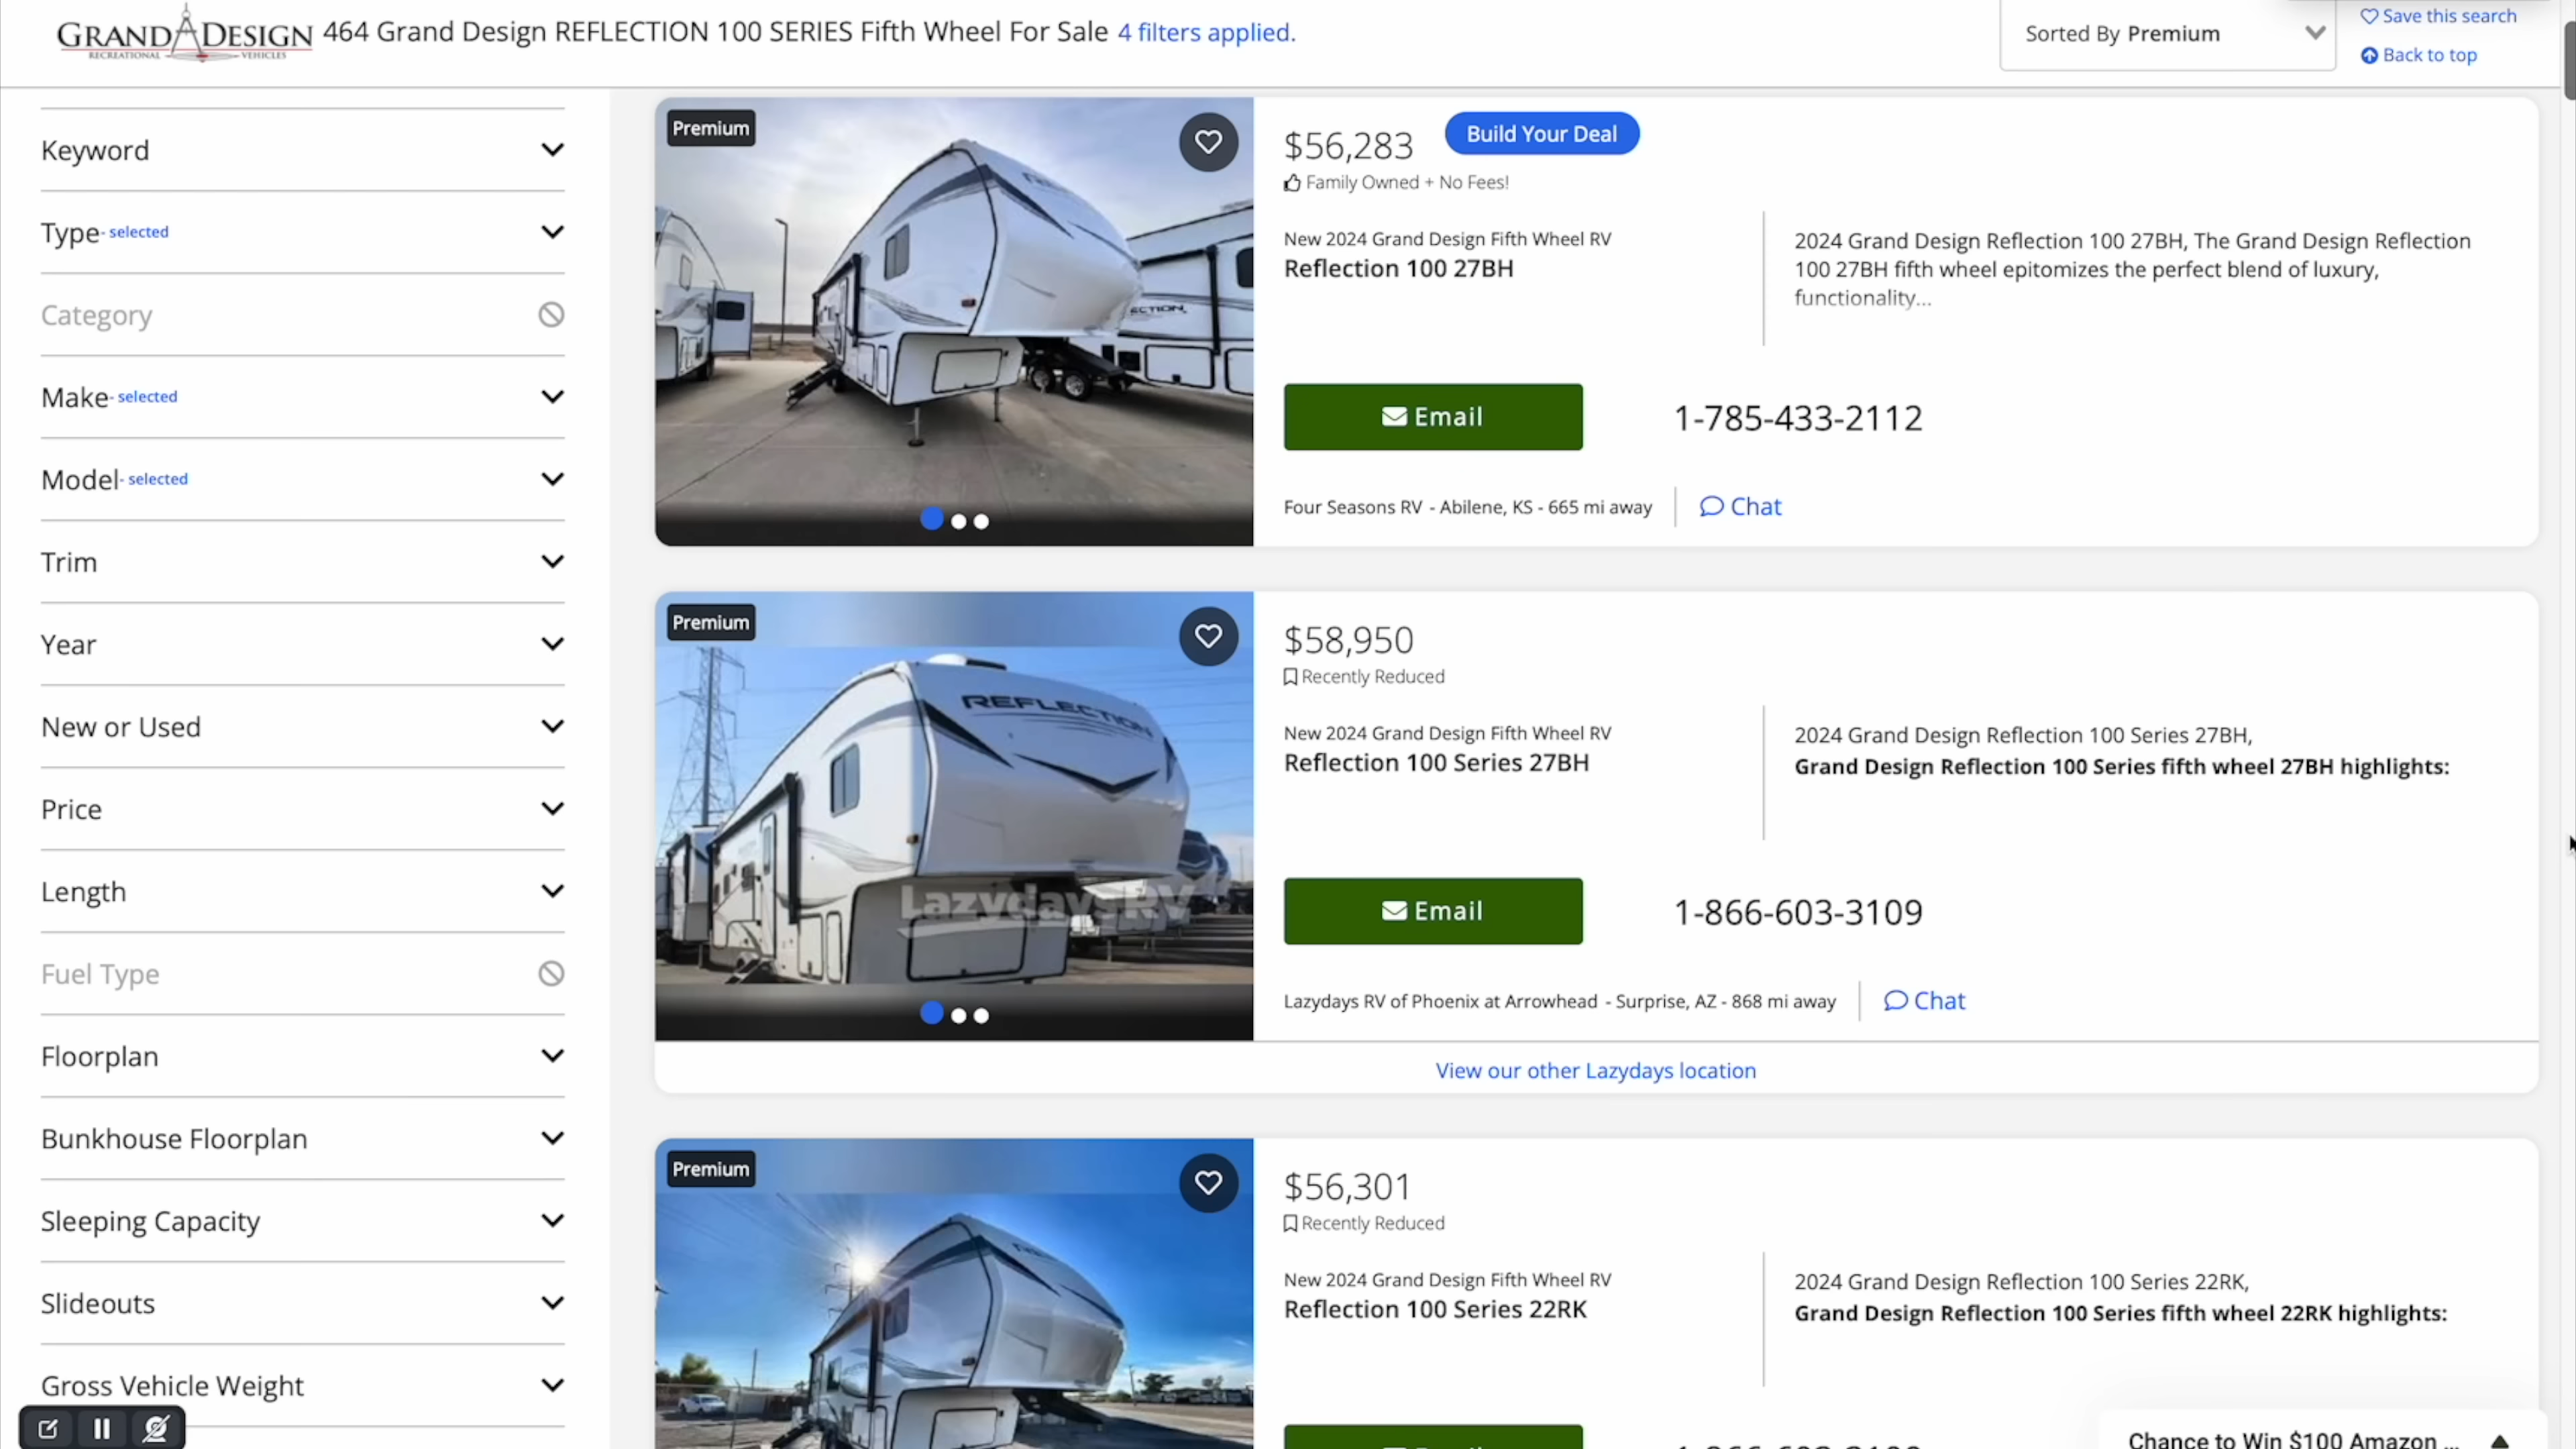 GRAND DESIGN
RECREATIONAL VEHICLES
464 Grand Design REFLECTION 100 SERIES Fifth Wheel For Sale 4 filters applied.
Sorted By Premium
Save this search
Back to top
Keyword
Type - selected
Category
Make - selected
Model - selected
Trim
Year
New or Used
Price
Length
Fuel Type
Floorplan
Bunkhouse Floorplan
Sleeping Capacity
Slideouts
Gross Vehicle Weight
Premium
$56,283
Build Your Deal
Family Owned + No Fees!
New 2024 Grand Design Fifth Wheel RV
Reflection 100 27BH
2024 Grand Design Reflection 100 27BH, The Grand Design Reflection
100 27BH fifth wheel epitomizes the perfect blend of luxury,
functionality...
Email
1-785-433-2112
Four Seasons RV - Abilene, KS - 665 mi away
Chat
Premium
REFLECTION
Lazydays RV
$58,950
Recently Reduced
New 2024 Grand Design Fifth Wheel RV
Reflection 100 Series 27BH
2024 Grand Design Reflection 100 Series 27BH,
Grand Design Reflection 100 Series fifth wheel 27BH highlights:
Email
1-866-603-3109
Lazydays RV of Phoenix at Arrowhead - Surprise, AZ - 868 mi away
Chat
View our other Lazydays location
Premium
$56,301
Recently Reduced
New 2024 Grand Design Fifth Wheel RV
Reflection 100 Series 22RK
2024 Grand Design Reflection 100 Series 22RK,
Grand Design Reflection 100 Series fifth wheel 22RK highlights:
Chance to Win $100 Amazon ...